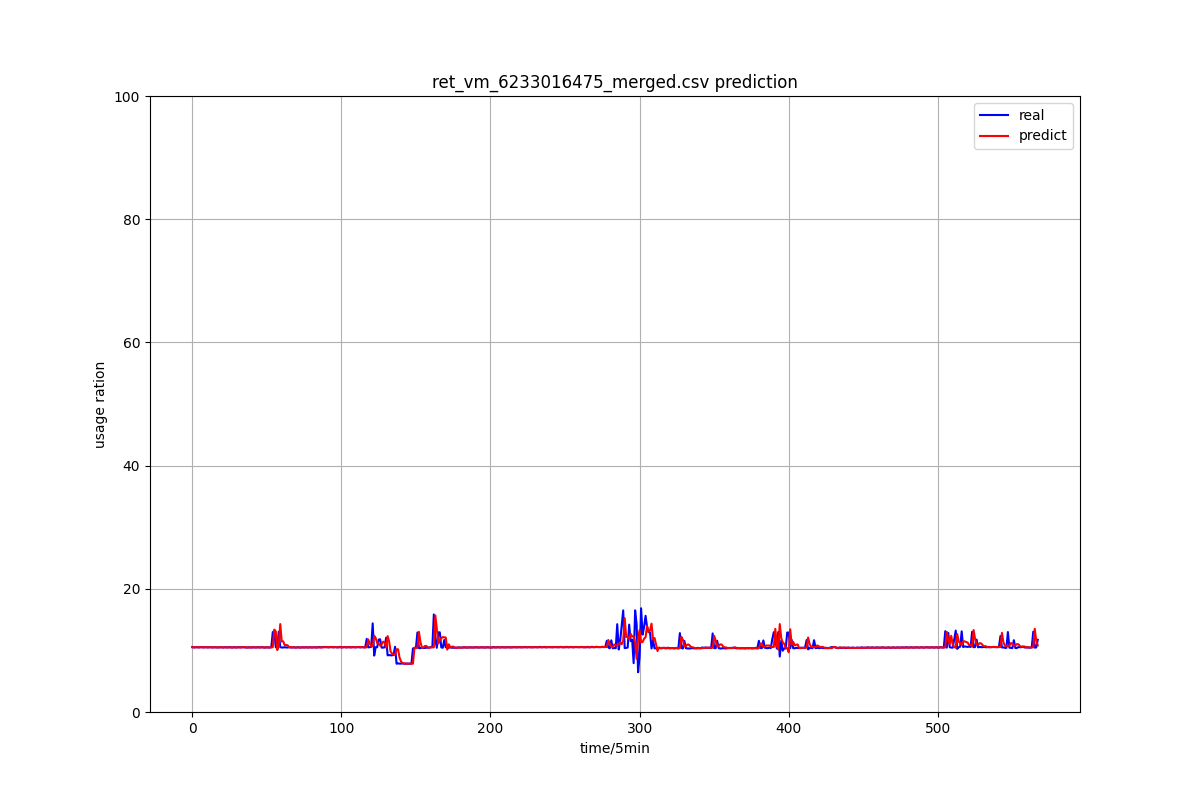 ret_vm_6233016475_merged.csv prediction
100
80
60
40
20
0
usage ration
real
predict
0 100 200 300 400 500
time/5min